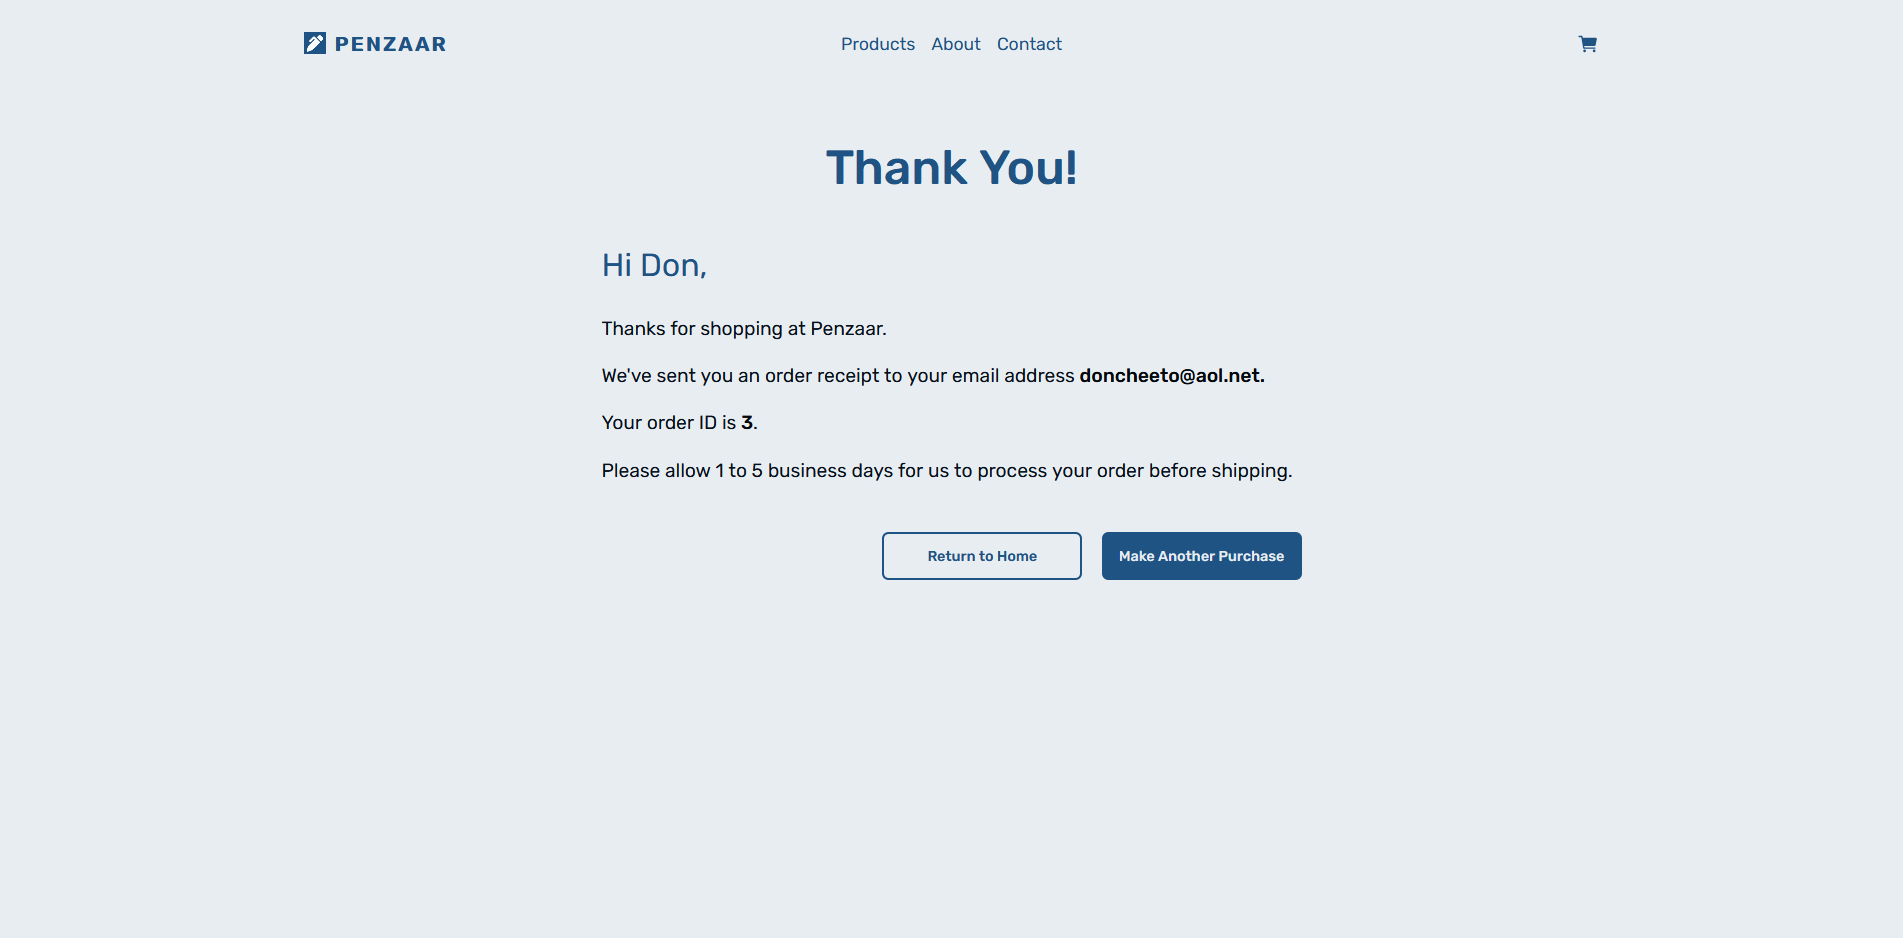 PENZAAR
Products About Contact
Thank You!
Hi Don,
Thanks for shopping at Penzaar.
We've sent you an order receipt to your email address doncheeto@aol.net.
Your order ID is 3.
Please allow 1 to 5 business days for us to process your order before shipping.
Return to Home Make Another Purchase